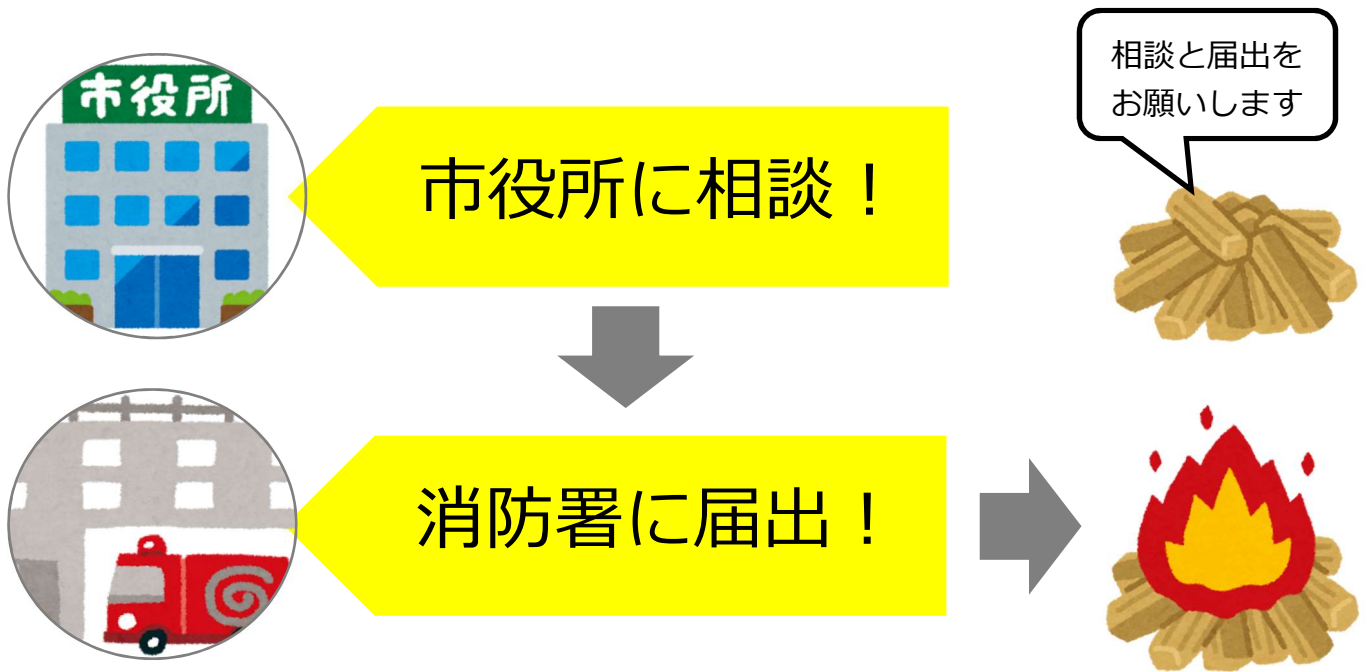 市役所
市役所に相談！
相談と届出を
お願いします
消防署に届出！